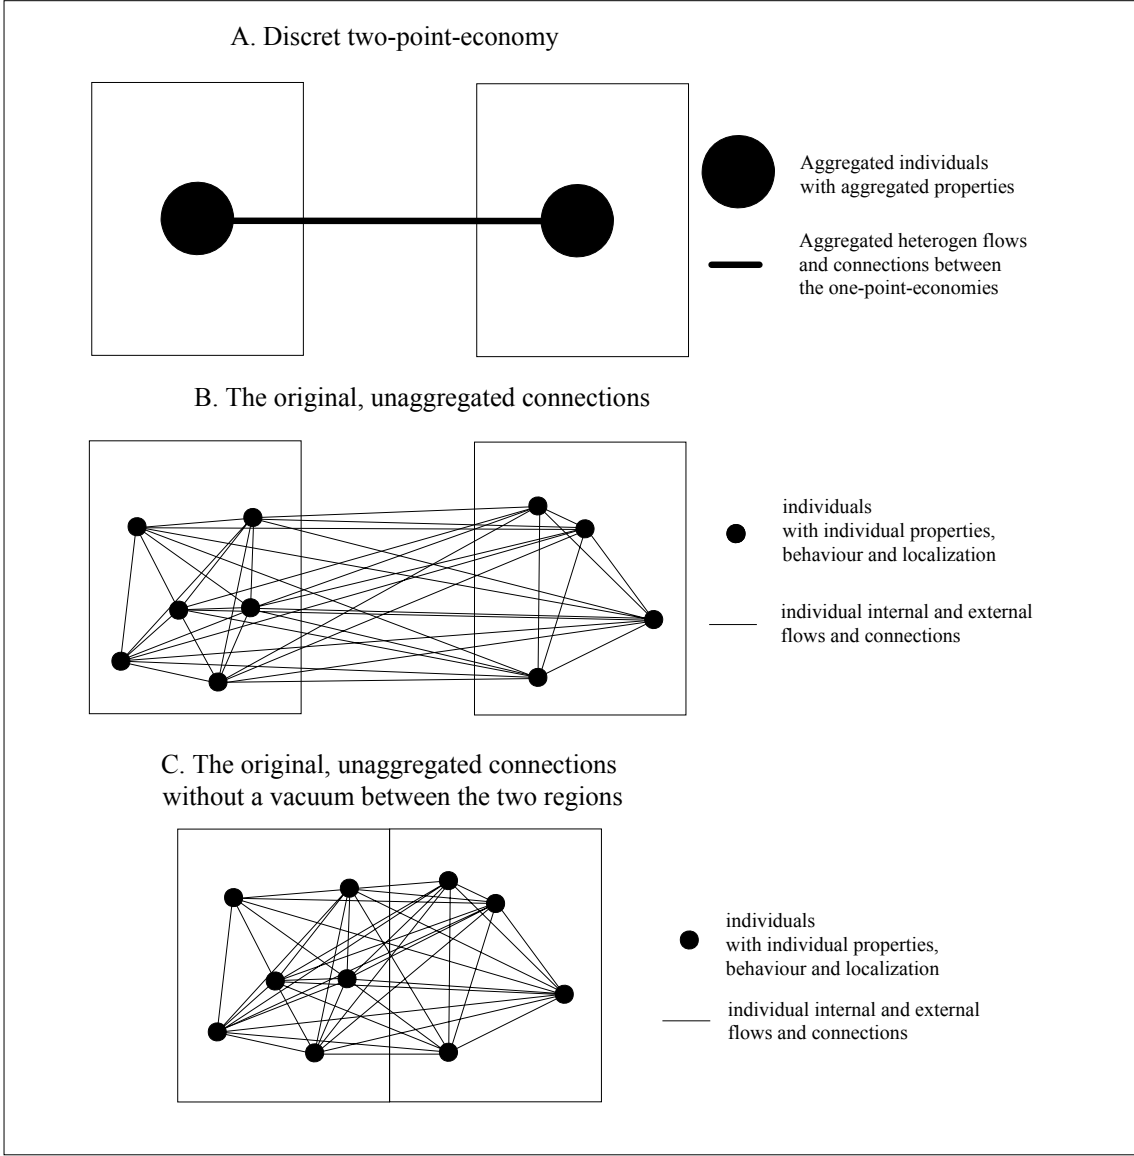 A. Discret two-point-economy
Aggregated individuals
with aggregated properties
Aggregated heterogen flows
and connections between
the one-point-economies
B. The original, unaggregated connections
individuals
with individual properties,
behaviour and localization
individual internal and external
flows and connections
C. The original, unaggregated connections
without a vacuum between the two regions
individuals
with individual properties,
behaviour and localization
individual internal and external
flows and connections